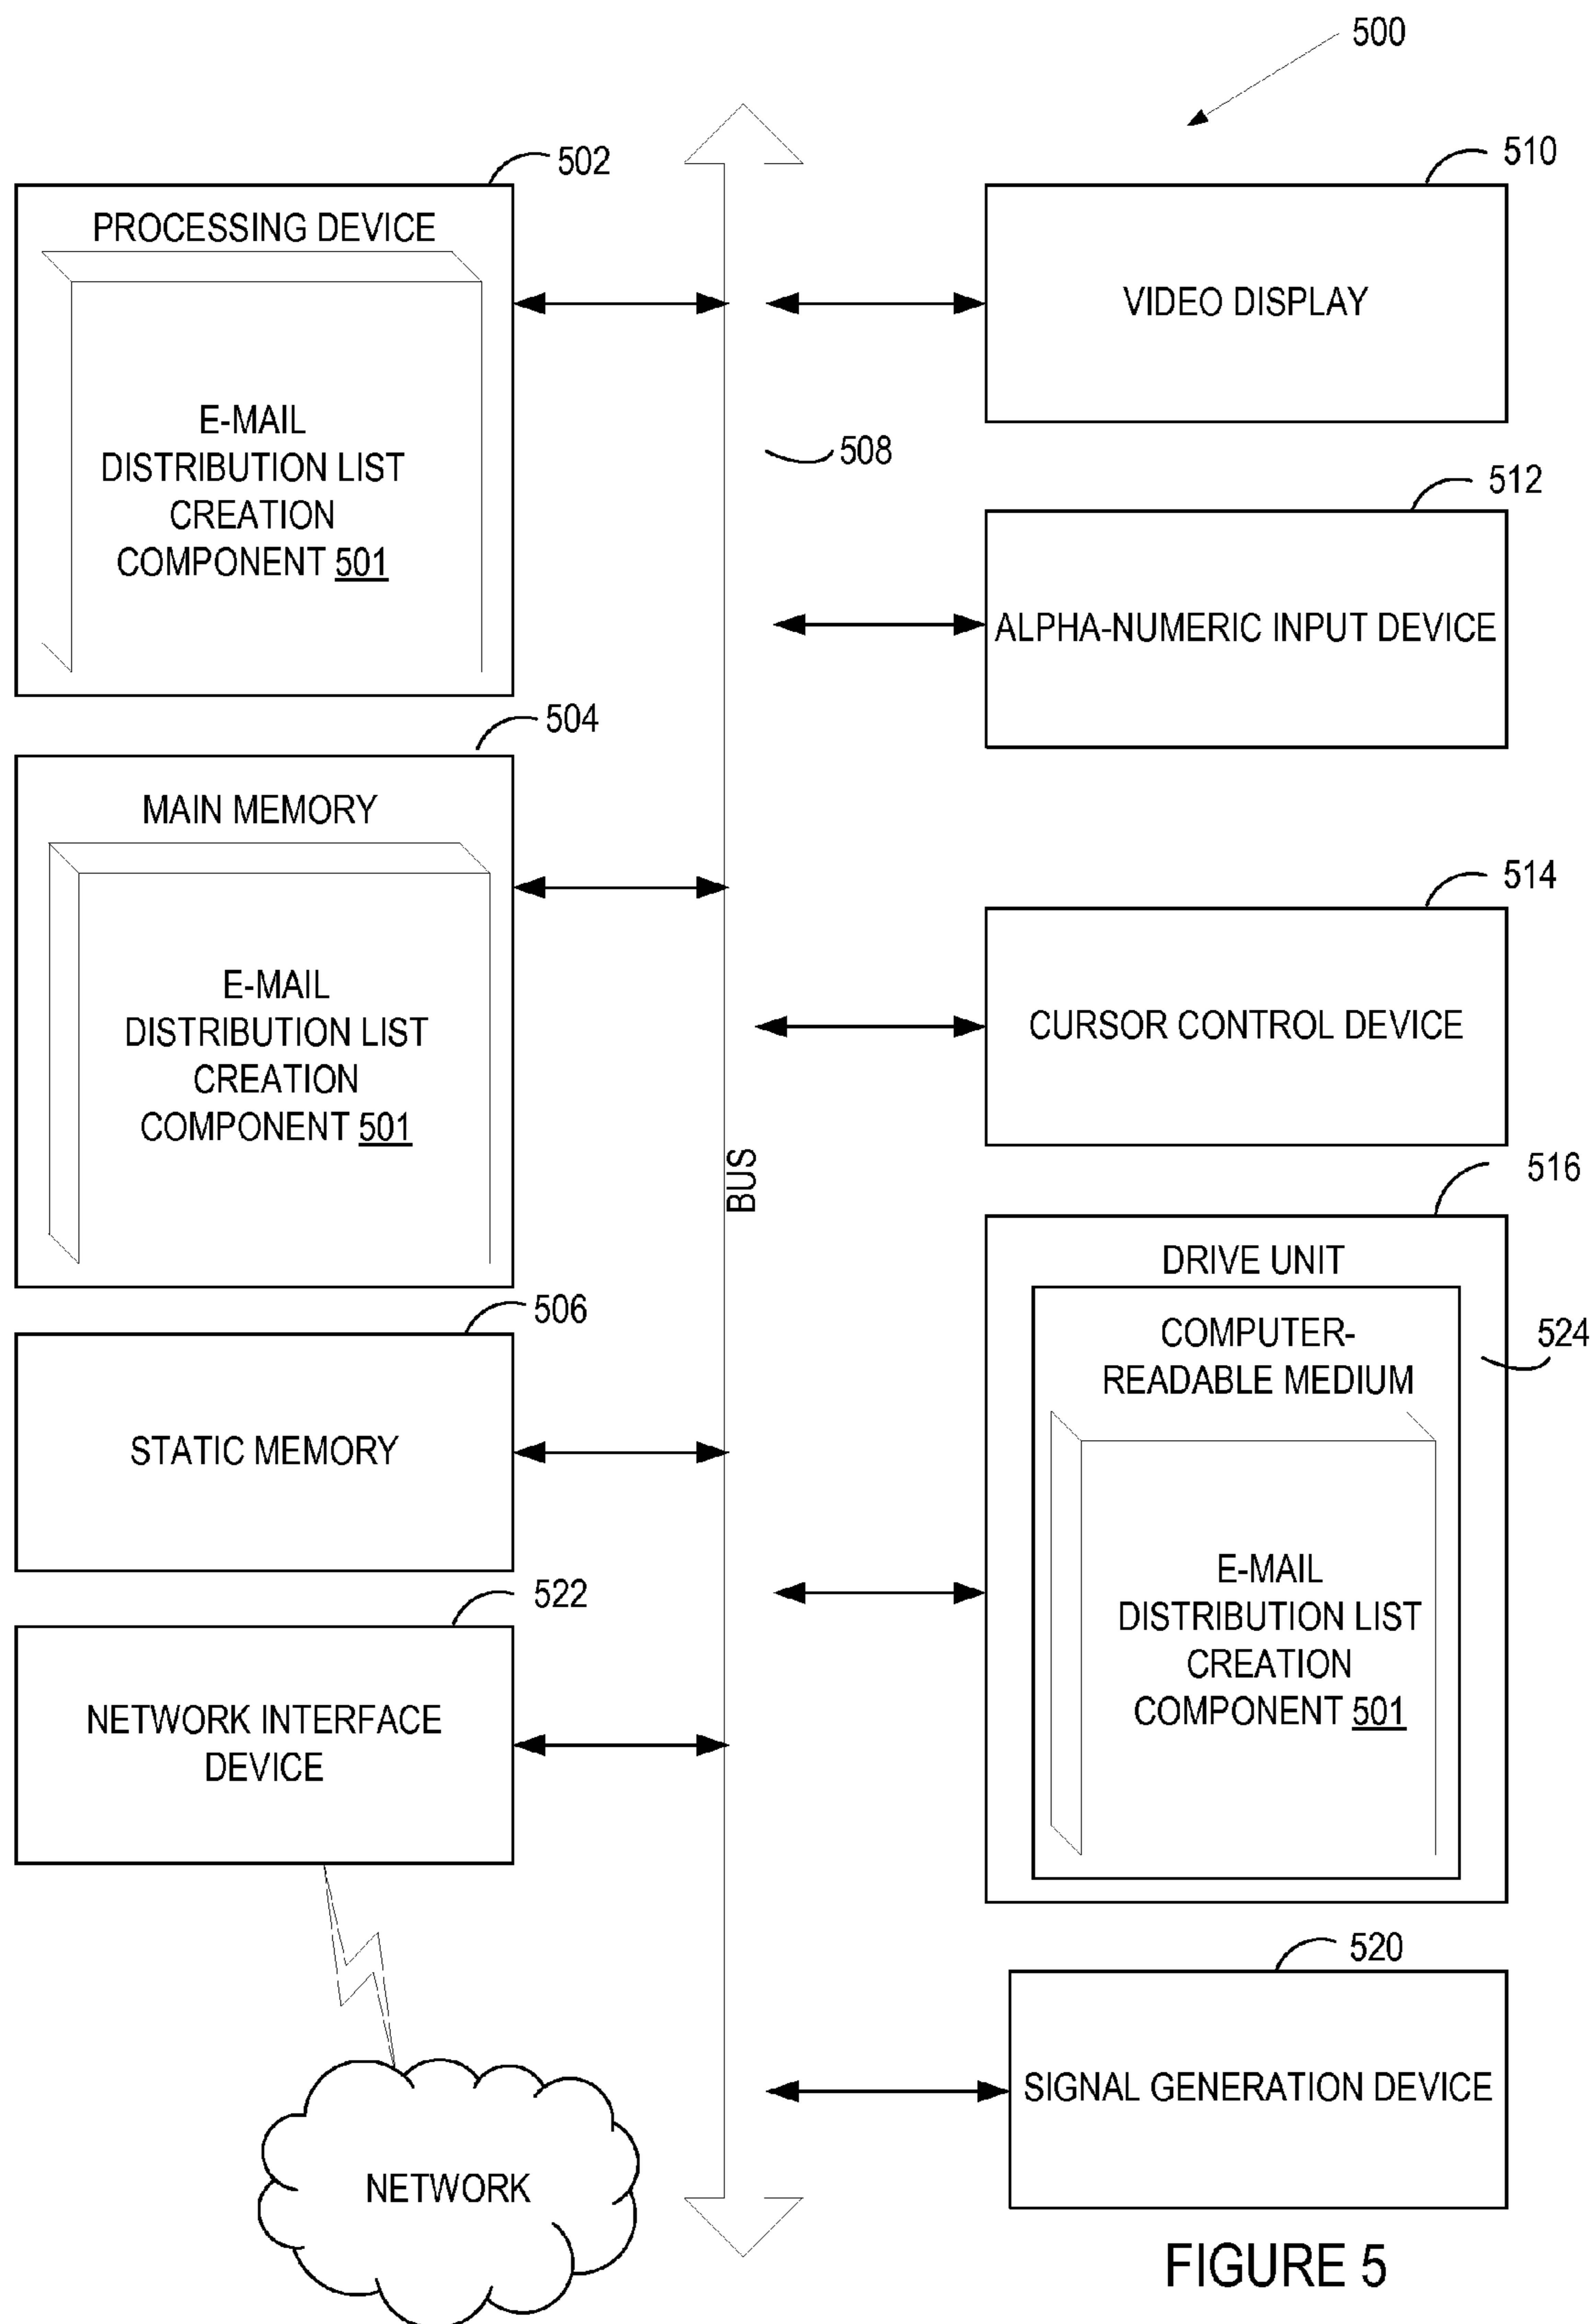 500
502
PROCESSING DEVICE
E-MAIL
DISTRIBUTION LIST
CREATION
COMPONENT 501
504
MAIN MEMORY
E-MAIL
DISTRIBUTION LIST
CREATION
COMPONENT 501
506
STATIC MEMORY
522
NETWORK INTERFACE
DEVICE
NETWORK
508
BUS
510
VIDEO DISPLAY
512
ALPHA-NUMERIC INPUT DEVICE
514
CURSOR CONTROL DEVICE
516
DRIVE UNIT
COMPUTER-
READABLE MEDIUM
524
E-MAIL
DISTRIBUTION LIST
CREATION
COMPONENT 501
520
SIGNAL GENERATION DEVICE
FIGURE 5